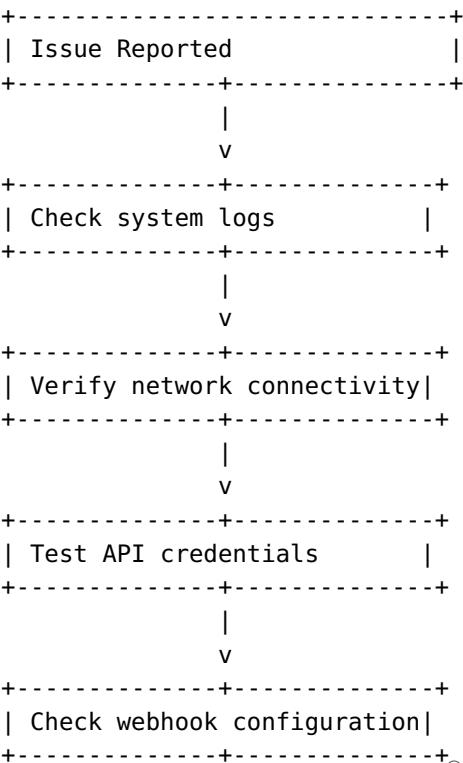 +------------------------------+
| Issue Reported               |
+--------------+---------------+
               |
               v
+--------------+--------------+
| Check system logs          |
+--------------+--------------+
               |
               v
+--------------+--------------+
| Verify network connectivity|
+--------------+--------------+
               |
               v
+--------------+--------------+
| Test API credentials       |
+--------------+--------------+
               |
               v
+--------------+--------------+
| Check webhook configuration|
+--------------+--------------+